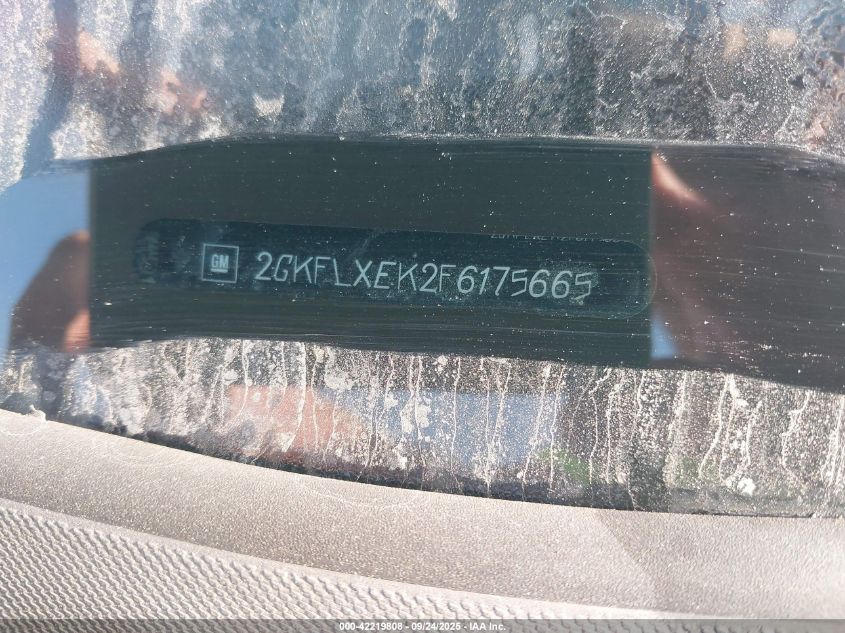 GM 2GKFLXEK2F6175665
000-42219808 - 09/24/2025 - IAA Inc.